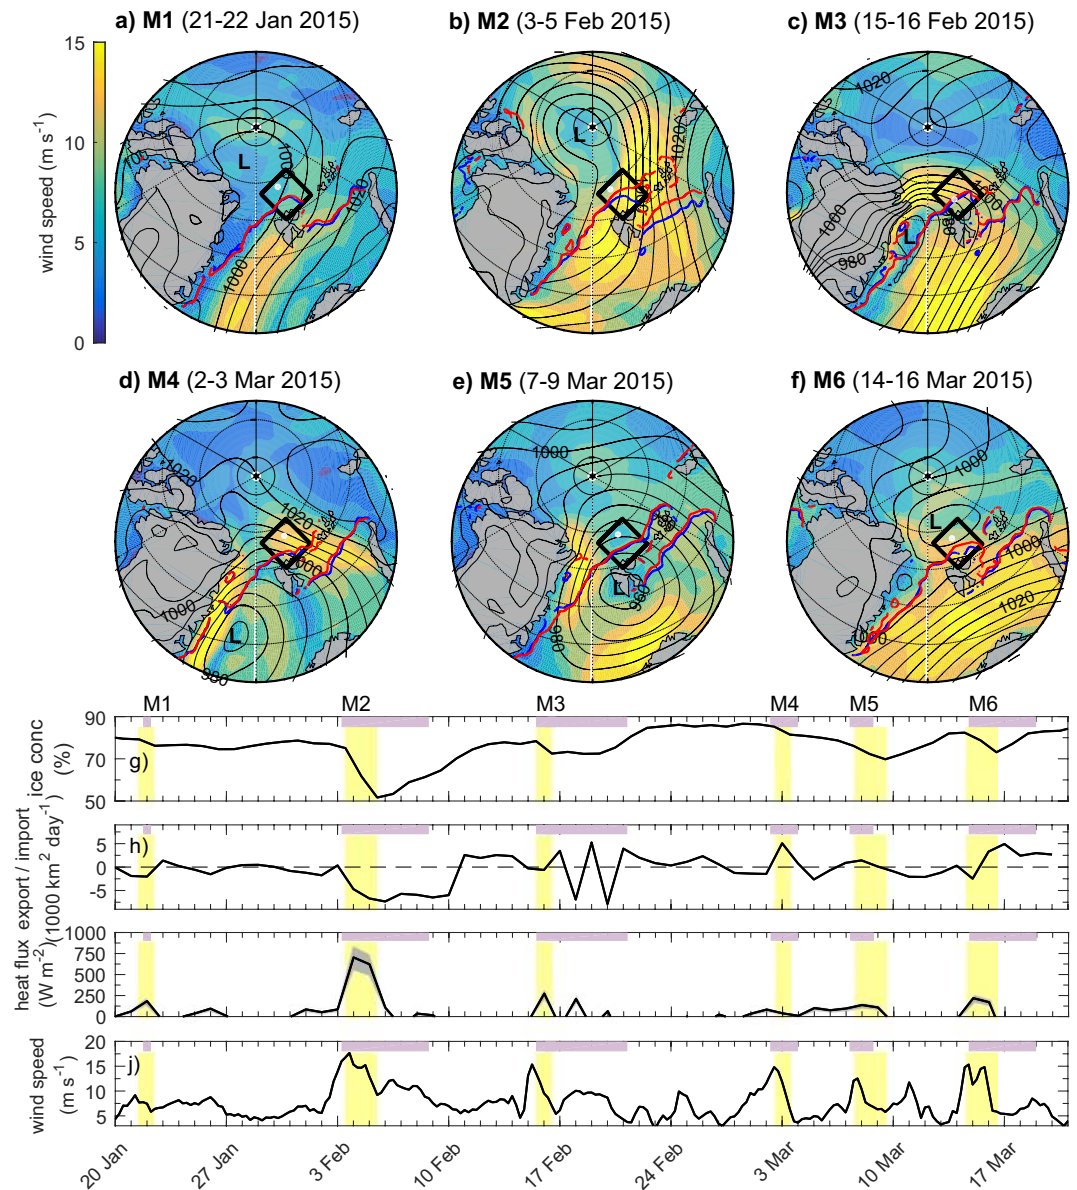 a) M1 (21-22 Jan 2015)
b) M2 (3-5 Feb 2015)
c) M3 (15-16 Feb 2015)
15
10
5
0
wind speed (m s⁻¹)
L
1000
1020
L
1020
1020
1000
980
L
d) M4 (2-3 Mar 2015)
e) M5 (7-9 Mar 2015)
f) M6 (14-16 Mar 2015)
1020
1020
1000
1000
L
980
1000
980
L
980
980
1000
L
1000
1020
1000
M1
M2
M3
M4
M5
M6
g)
90
70
50
ice conc
(%)
h)
5
0
-5
export / import
(1000 km² day⁻¹)
1000
750
500
250
0
heat flux
(W m⁻²)
j)
20
15
10
5
wind speed
(m s⁻¹)
20 Jan
27 Jan
3 Feb
10 Feb
17 Feb
24 Feb
3 Mar
10 Mar
17 Mar